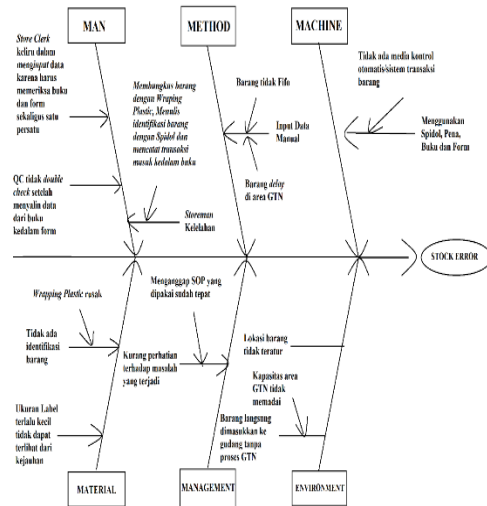 MAN
METHOD
MACHINE
Store Clerk
keliru dalam
menginput data
karena harus
memeriksa buku
dan form
sekaligus satu
persatu
QC tidak double
check setelah
menyalin data
dari buku
kedalam form
Membungkus barang
dengan Wraping
Plastic, Menulis
identifikasi barang
dengan Spidol dan
mencatat transaksi
masuk kedalam buku
Storeman
Kelelahan
Barang tidak Fifo
Input Data
Manual
Barang delay
di area GTN
Tidak ada media kontrol
otomatis/sistem transaksi
barang
Menggunakan
Spidol, Pena,
Buku dan Form
STOCK ERROR
Wrapping Plastic rusak
Tidak ada
identifikasi
barang
Ukuran Label
terlalu kecil
tidak dapat
terlihat dari
kejauhan
Menganggap SOP yang
dipakai sudah tepat
Kurang perhatian
terhadap masalah
yang terjadi
Lokasi barang
tidak teratur
Kapasitas area
GTN tidak
memadai
Barang langsung
dimasukkan ke
gudang tanpa
proses GTN
MATERIAL
MANAGEMENT
ENVIRONMENT